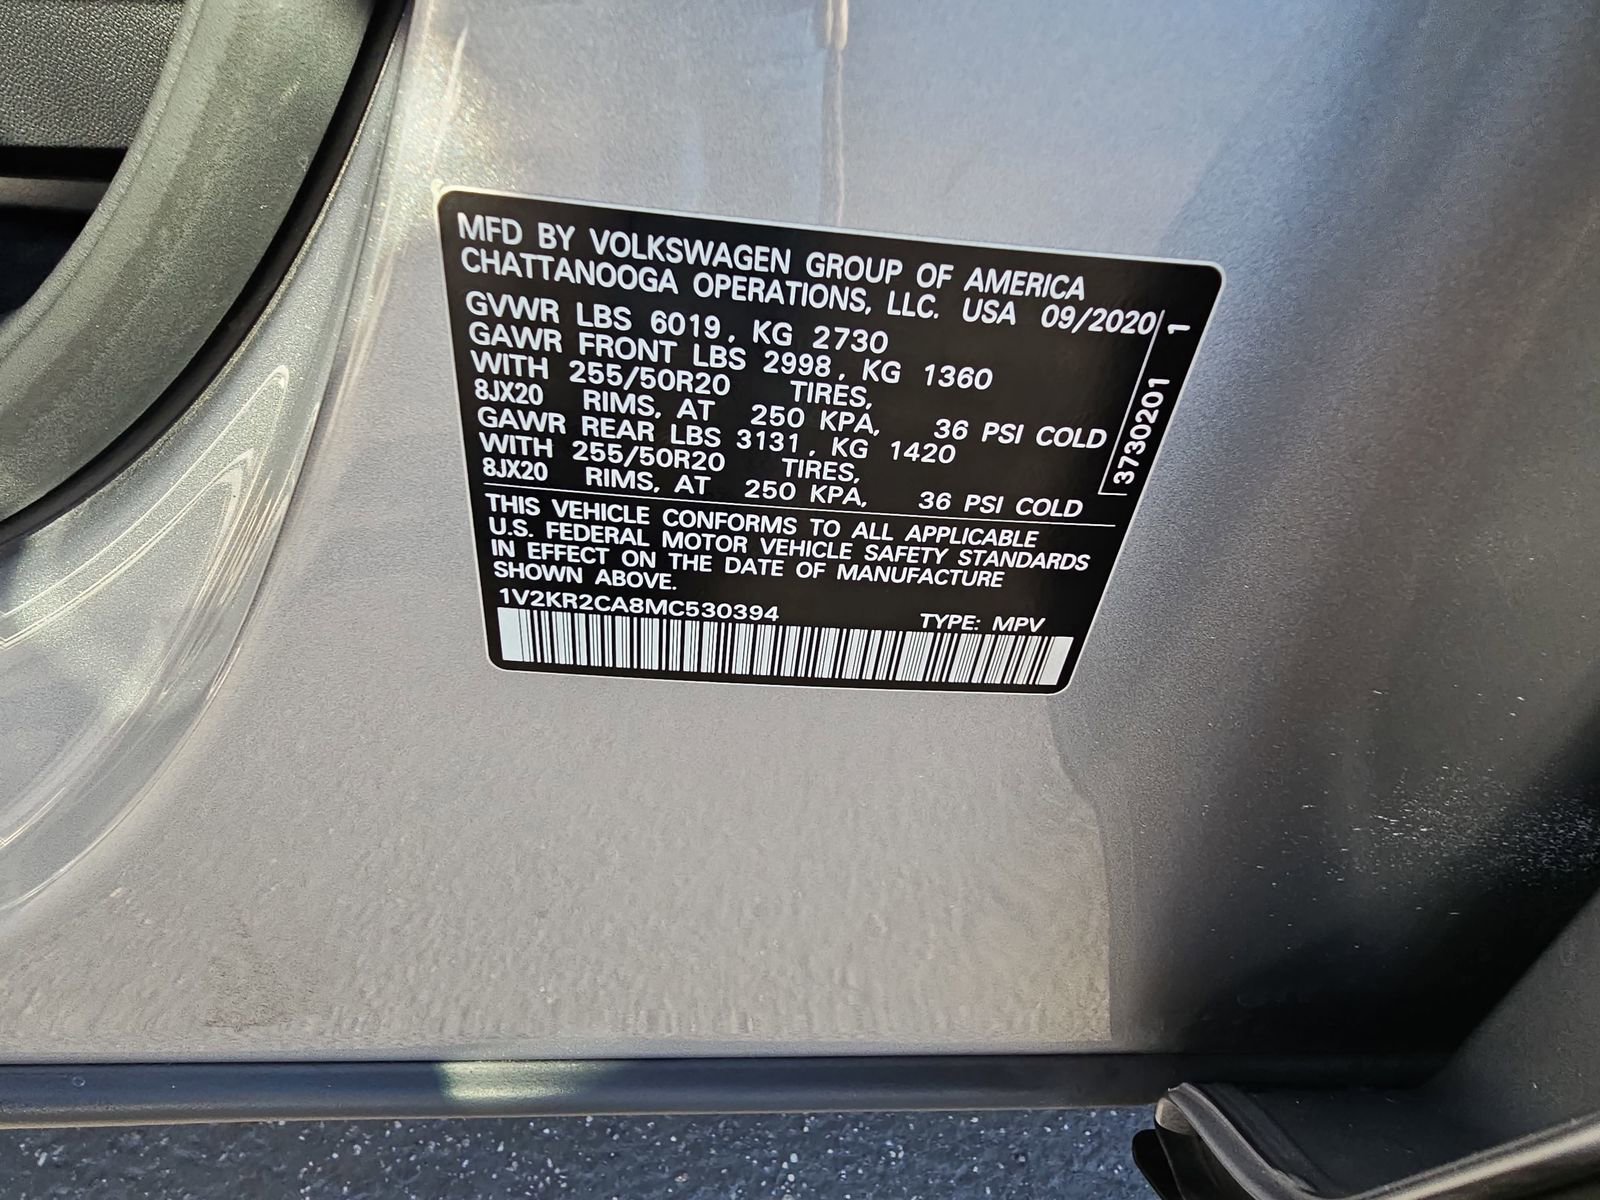 MFD BY VOLKSWAGEN GROUP OF AMERICA
CHATTANOOGA OPERATIONS, LLC. USA 09/2020
GVWR LBS 6019, KG 2730
GAWR FRONT LBS 2998, KG 1360
WITH 255/50R20 TIRES,
8JX20 RIMS, AT 250 KPA, 36 PSI COLD
GAWR REAR LBS 3131, KG 1420
WITH 255/50R20 TIRES,
8JX20 RIMS, AT 250 KPA, 36 PSI COLD
THIS VEHICLE CONFORMS TO ALL APPLICABLE
U.S. FEDERAL MOTOR VEHICLE SAFETY STANDARDS
IN EFFECT ON THE DATE OF MANUFACTURE
SHOWN ABOVE.
1V2KR2CA8MC530394 TYPE: MPV
3730201 1